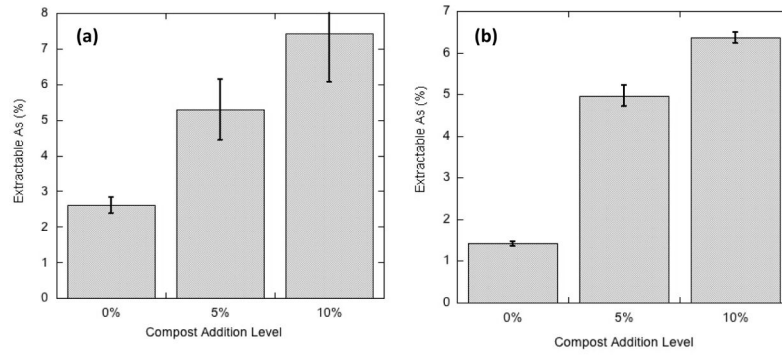 (a)
Extractable As (%)
8
7
6
5
4
3
2
1
0
0% 5% 10%
Compost Addition Level
(b)
Extractable As (%)
7
6
5
4
3
2
1
0
0% 5% 10%
Compost Addition Level